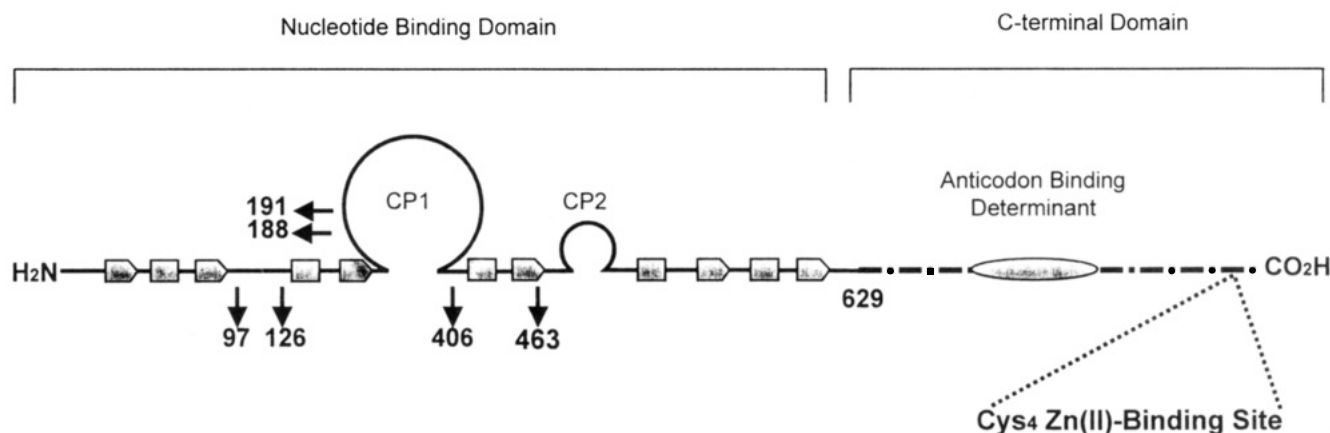 Nucleotide Binding Domain
C-terminal Domain
191
188
CP1
CP2
Anticodon Binding
Determinant
H₂N
CO₂H
97
126
406
463
629
Cys₄ Zn(II)-Binding Site